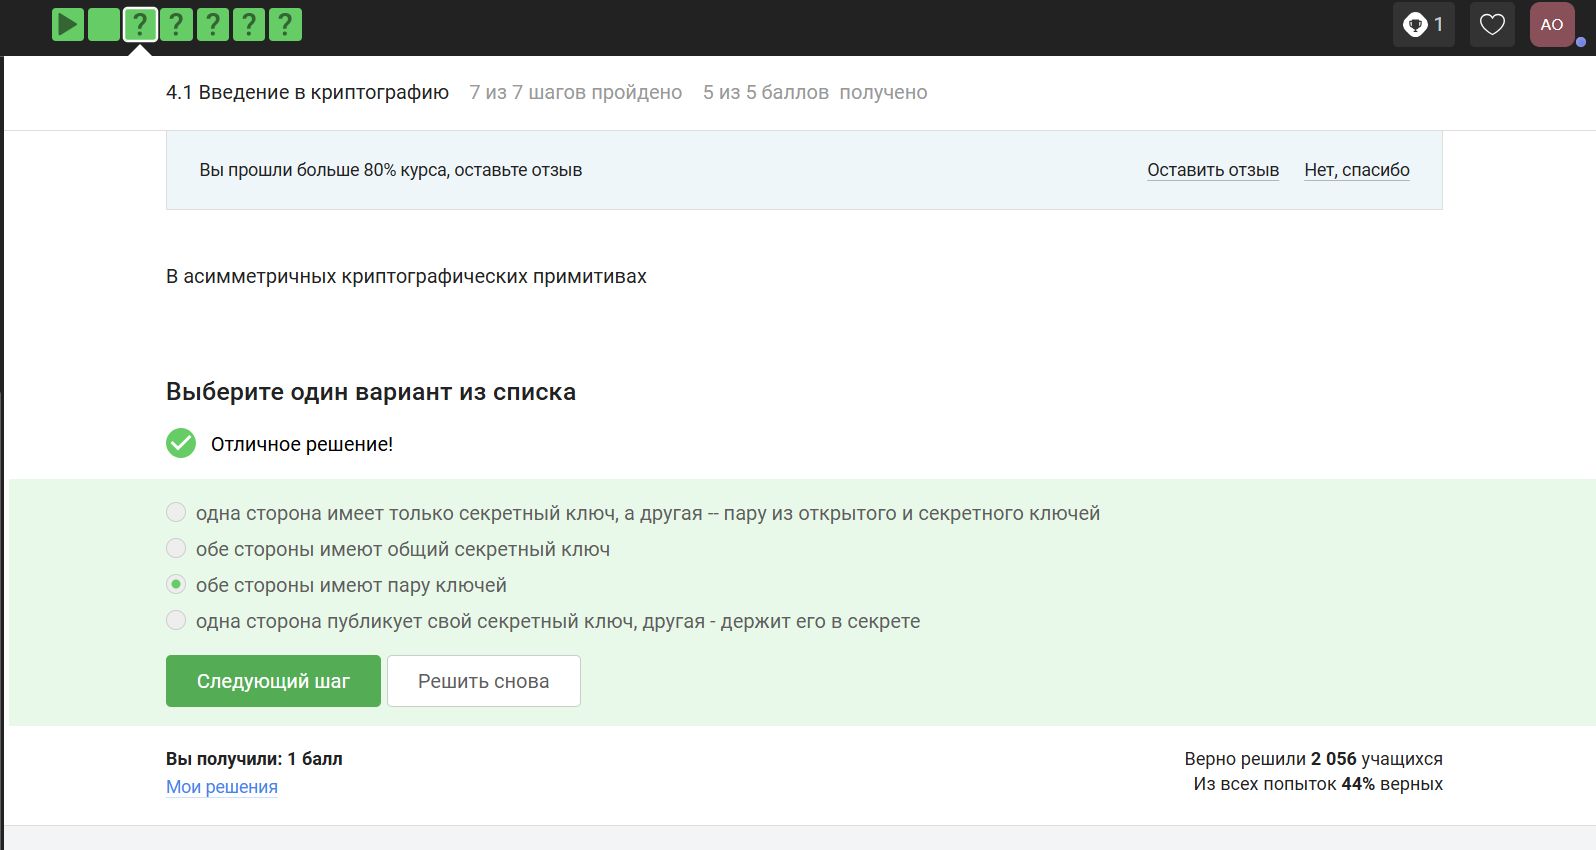 ? ? ? ? ?
1
AO
4.1 Введение в криптографию 7 из 7 шагов пройдено 5 из 5 баллов получено
Вы прошли больше 80% курса, оставьте отзыв Оставить отзыв Нет, спасибо
В асимметричных криптографических примитивах
Выберите один вариант из списка
Отличное решение!
одна сторона имеет только секретный ключ, а другая -- пару из открытого и секретного ключей
обе стороны имеют общий секретный ключ
обе стороны имеют пару ключей
одна сторона публикует свой секретный ключ, другая - держит его в секрете
Следующий шаг Решить снова
Вы получили: 1 балл
Мои решения
Верно решили 2 056 учащихся
Из всех попыток 44% верных